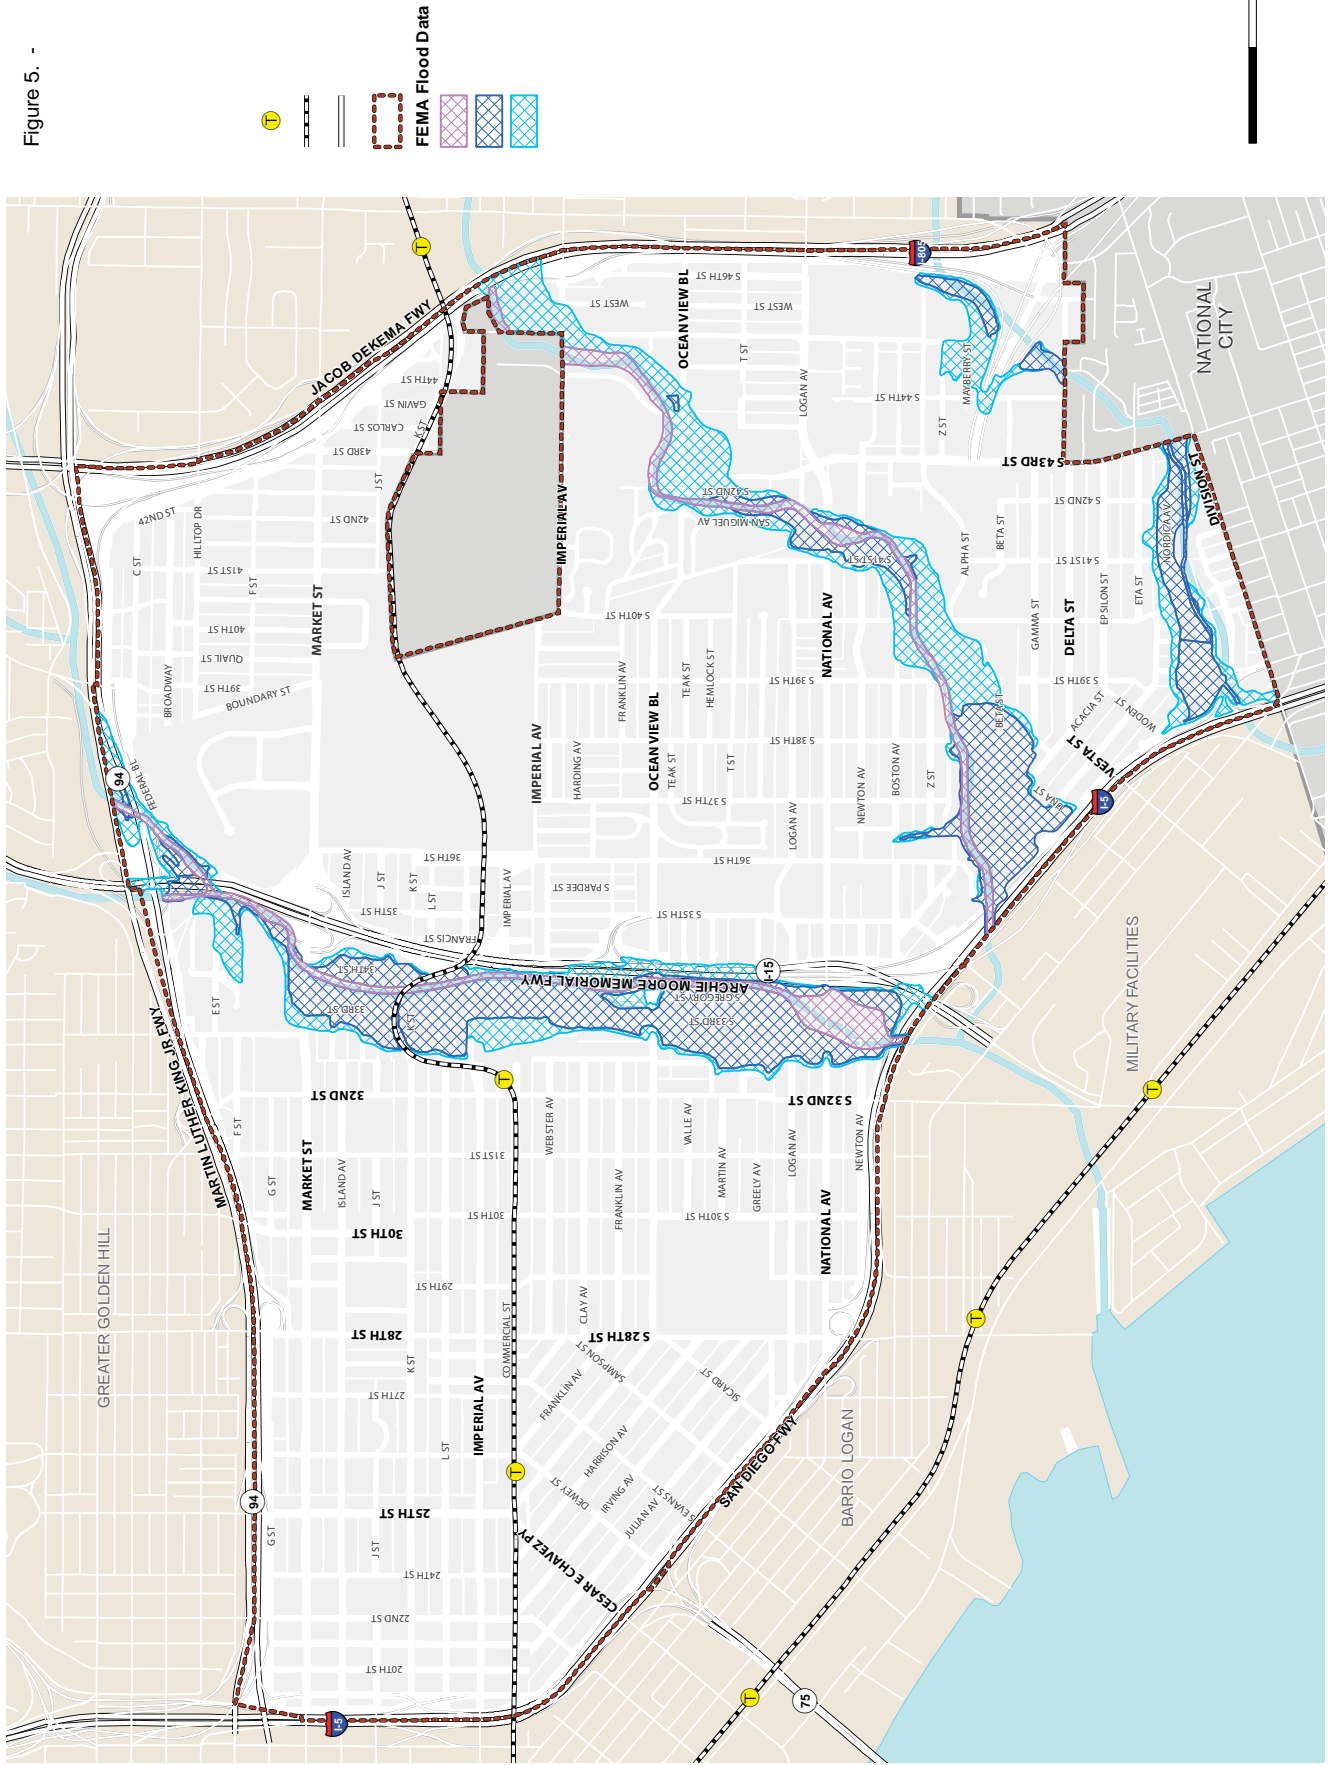 Figure 5. -
T
FEMA Flood Data
JACOB DEKEMA FWY
T
I-805
NATIONAL
CITY
S 46TH ST
WEST ST
WEST ST
OCEANVIEW BL
T ST
LOGAN AV
S 44TH ST
MAYBERRY ST
Z ST
44TH ST
GAVIN ST
CARLOS ST
K ST
43RD ST
J ST
S 43RD ST
DIVISION ST
42ND ST
HILLTOP DR
42ND ST
C ST
41ST ST
F ST
MARKET ST
40TH ST
QUAIL ST
39TH ST
BROADWAY
BOUNDARY ST
IMPERIAL AV
S 42ND ST
SAN MIGUEL AV
S 41ST ST
S 42ND ST
NORDICA AV
ALPHA ST
BETA ST
S 41ST ST
EPSILON ST
ETA ST
GAMMA ST
DELTA ST
S 40TH ST
NATIONAL AV
FRANKLIN AV
TEAK ST
HEMLOCK ST
S 39TH ST
S 39TH ST
BETA ST
ACACIA ST
WODEN ST
VESTA ST
UNA ST
I-5
94
FEDERAL BL
IMPERIAL AV
HARDING AV
OCEAN VIEW BL
TEAK ST
T ST
S 38TH ST
NEWTON AV
BOSTON AV
Z ST
S 37TH ST
LOGAN AV
36TH ST
S 36TH ST
ISLAND AV
J ST
K ST
L ST
IMPERIAL AV
S PARDEE ST
35TH ST
S 35TH ST
FRANCIS ST
34TH ST
33RD ST
K ST
ARCHIE MOORE MEMORIAL FWY
I-15
S GREGORY ST
S 33RD ST
E ST
MARTIN LUTHER KING JR FWY
T
32ND ST
S 32ND ST
MILITARY FACILITIES
T
F ST
G ST
MARKET ST
ISLAND AV
J ST
31ST ST
WEBSTER AV
VALLE AV
MARTIN AV
GREELY AV
LOGAN AV
NEWTON AV
FRANKLIN AV
30TH ST
S 30TH ST
30TH ST
NATIONAL AV
GREATER GOLDEN HILL
29TH ST
CLAY AV
COMMERCIAL ST
28TH ST
S 28TH ST
K ST
27TH ST
SAMPSON ST
SICARD ST
T
IMPERIAL AV
FRANKLIN AV
L ST
HARRISON AV
DEWEY ST
IRVING AV
JULIAN AV
S EVANS ST
SAN DIEGO FWY
BARRIO LOGAN
T
94
25TH ST
G ST
J ST
24TH ST
CESAR E CHAVEZ PY
22ND ST
20TH ST
I-5
T
75